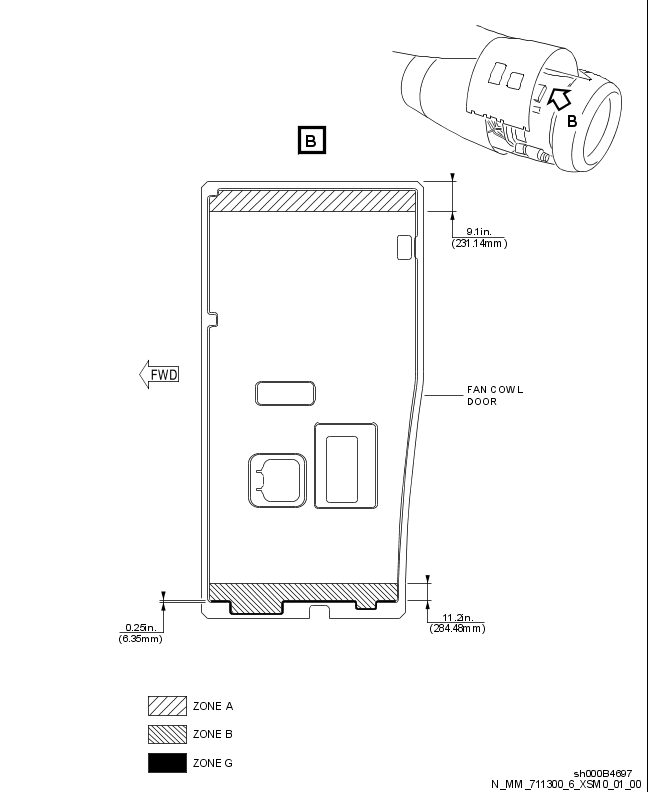 B
B
9.1in.
(231.14mm)
FWD
FAN COWL
DOOR
0.25in.
(6.35mm)
11.2in.
(284.48mm)
ZONE A
ZONE B
ZONE G
sh000B4697
N_MM_711300_6_XSM0_01_00